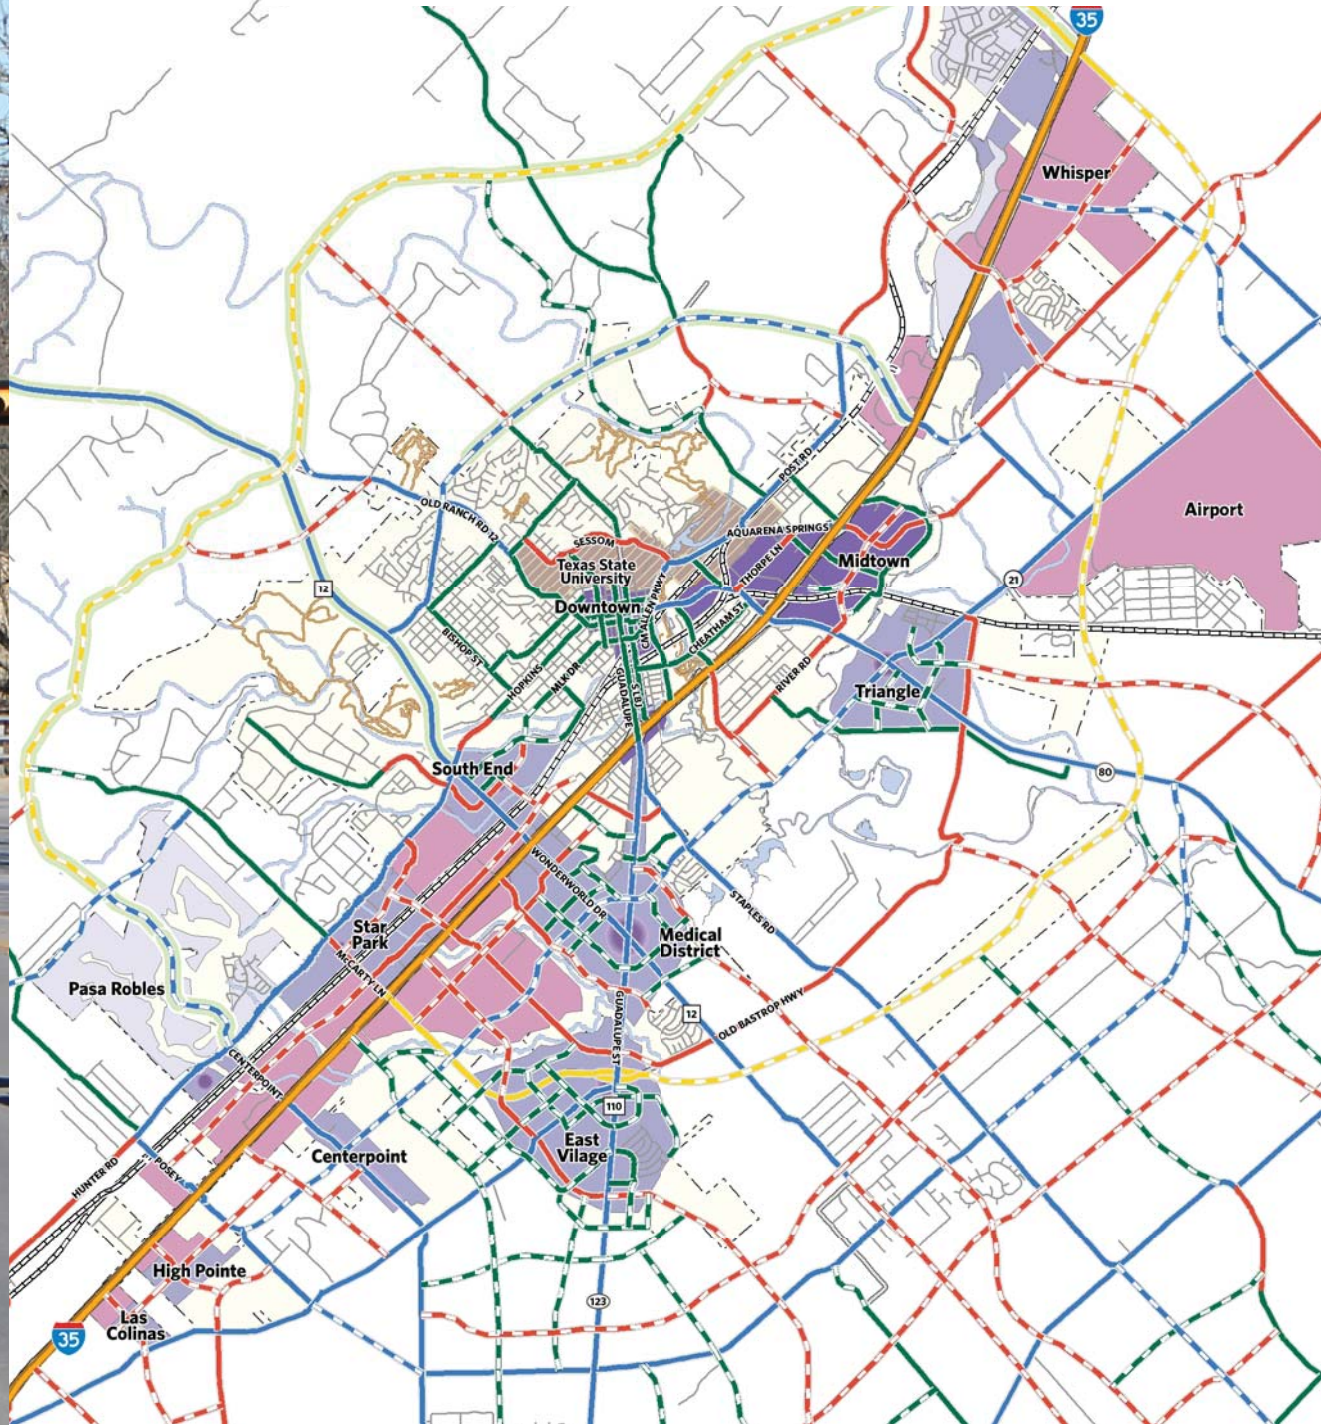 35
Whisper
Airport
POST RD
OLD RANCH RD 12
AQUARENA SPRINGS
SESSOM
Texas State
University
THORPE LN
Midtown
21
12
CM ALLEN PKWY
Downtown
CHEATHAM ST
BISHOP ST
HOPKINS
MLK DR
GUADALUPE
S LBJ
RIVER RD
Triangle
South End
80
WONDERWORLD DR
STAPLES RD
Star
Park
Medical
District
McCARTY LN
Pasa Robles
GUADALUPE ST
12
OLD BASTROP HWY
CENTERPOINT
110
East
Vilage
Centerpoint
HUNTER RD
POSEY
High Pointe
123
Las
Colinas
35